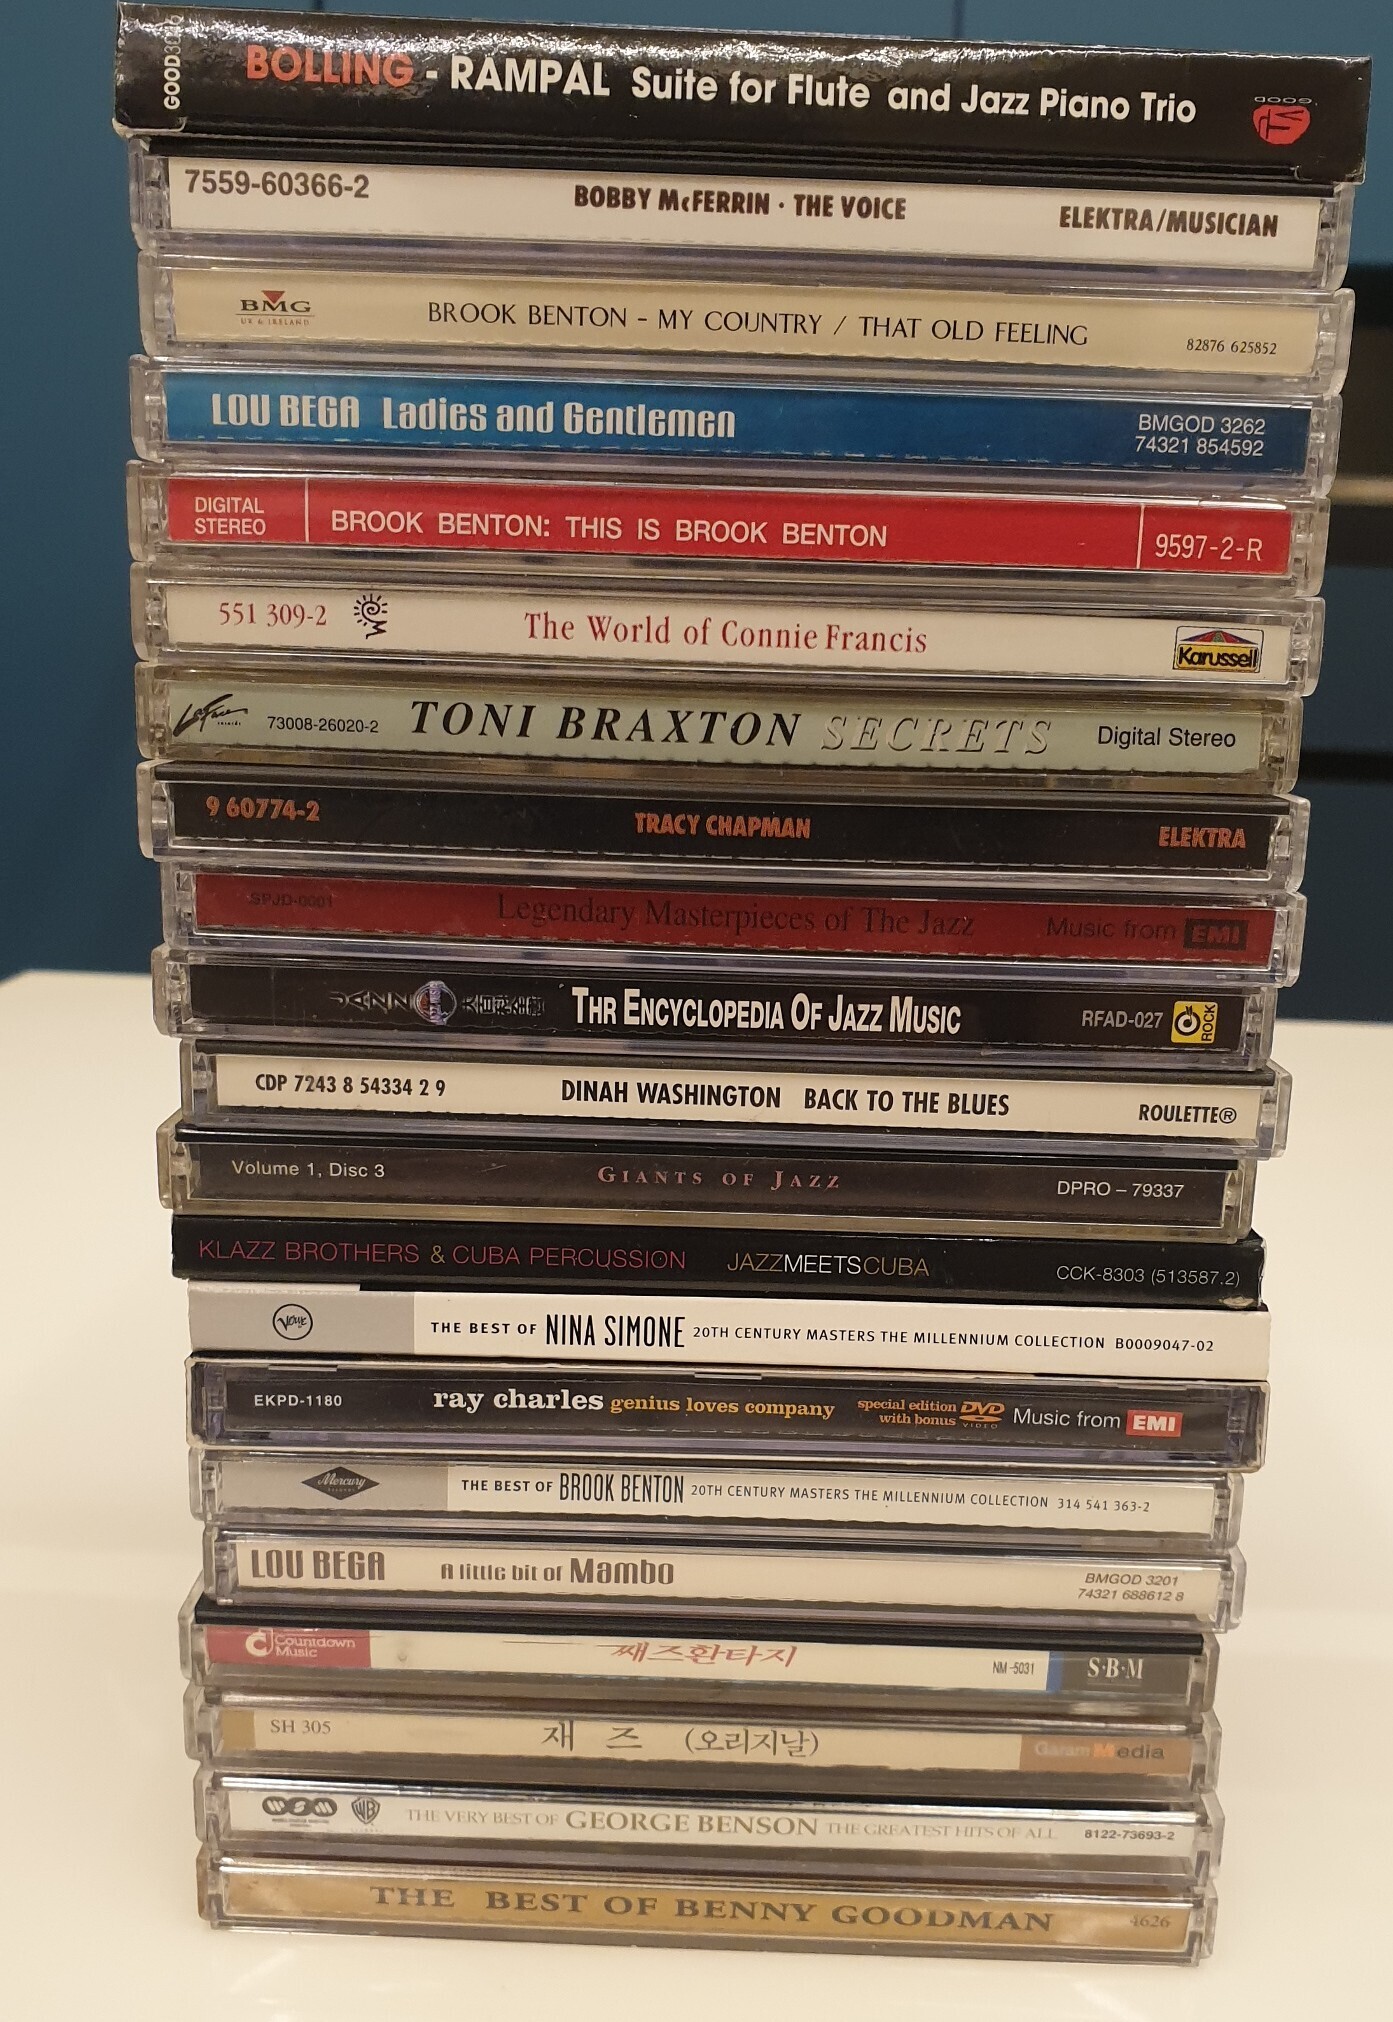 GOOD
BOLLING - RAMPAL Suite for Flute and Jazz Piano Trio
GOOD
7559-60366-2 BOBBY McFERRIN · THE VOICE ELEKTRA/MUSICIAN
BMG
UK & IRELAND
BROOK BENTON - MY COUNTRY / THAT OLD FEELING
82876 625852
LOU BEGA Ladies and Gentlemen
BMGOD 3262
74321 854592
DIGITAL
STEREO
BROOK BENTON: THIS IS BROOK BENTON
9597-2-R
551 309-2 The World of Connie Francis Karussell
LaFace
73008-26020-2 TONI BRAXTON SECRETS Digital Stereo
9 60774-2 TRACY CHAPMAN ELEKTRA
SPJD-0001 Legendary Masterpieces of The Jazz Music from EMI
THR ENCYCLOPEDIA OF JAZZ MUSIC RFAD-027 ROCK
CDP 7243 8 54334 2 9 DINAH WASHINGTON BACK TO THE BLUES ROULETTE®
Volume 1, Disc 3 GIANTS OF JAZZ DPRO – 79337
KLAZZ BROTHERS & CUBA PERCUSSION JAZZMEETSCUBA CCK-8303 (513587.2)
Verve THE BEST OF NINA SIMONE 20TH CENTURY MASTERS THE MILLENNIUM COLLECTION B0009047-02
EKPD-1180 ray charles genius loves company
special edition DVD
with bonus VIDEO
Music from EMI
Mercury
RECORDS
THE BEST OF BROOK BENTON 20TH CENTURY MASTERS THE MILLENNIUM COLLECTION 314 541 363-2
LOU BEGA A little bit of Mambo
BMGOD 3201
74321 688612 8
Countdown
Music
째즈환타지 NM-5031 S·B·M
SH 305 재 즈 (오리지날) Garam Media
WSM WB THE VERY BEST OF GEORGE BENSON THE GREATEST HITS OF ALL 8122-73693-2
THE BEST OF BENNY GOODMAN 4626